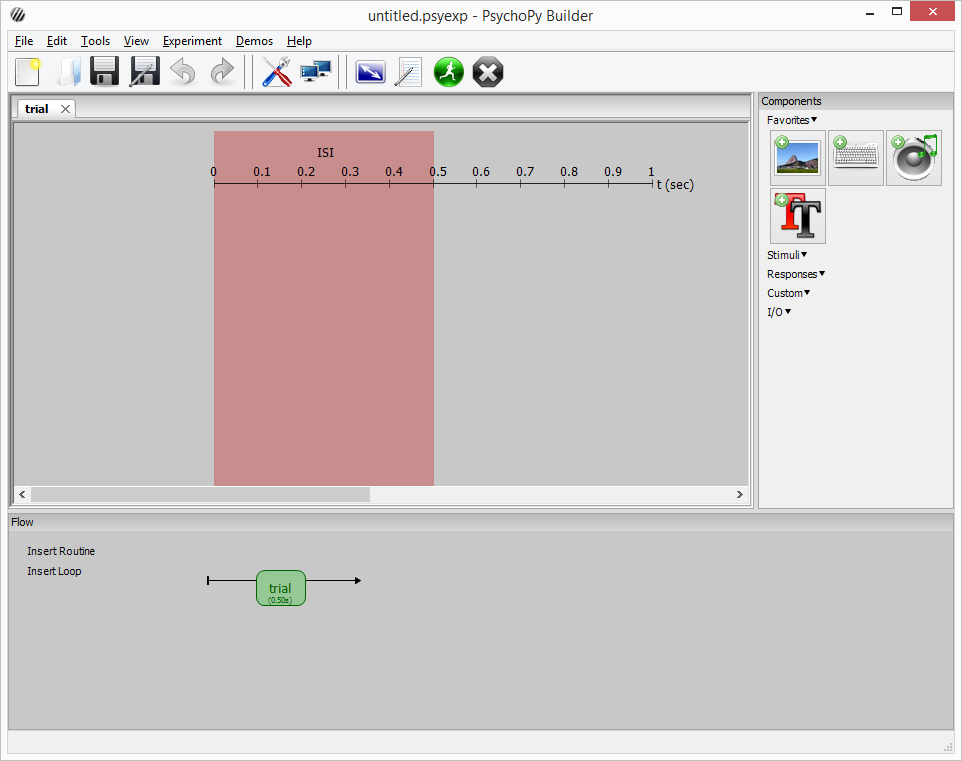 untitled.psyexp - PsychoPy Builder
File Edit Tools View Experiment Demos Help
trial
ISI
0 0.1 0.2 0.3 0.4 0.5 0.6 0.7 0.8 0.9 1
t (sec)
Components
Favorites
Stimuli
Responses
Custom
I/O
Flow
Insert Routine
Insert Loop
trial
(0.50s)